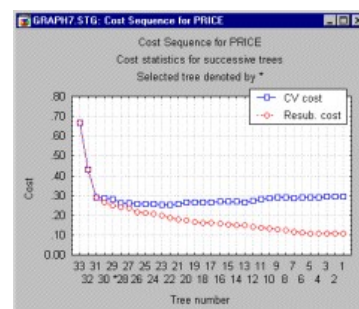 GRAPH7.STG: Cost Sequence for PRICE
Cost Sequence for PRICE
Cost statistics for successive trees
Selected tree denoted by *
CV cost
Resub. cost
Cost
.80
.70
.60
.50
.40
.30
.20
.10
0.00
33 31 29 27 25 23 21 19 17 15 13 11 9 7 5 3 1
32 30 *28 26 24 22 20 18 16 14 12 10 8 6 4 2
Tree number